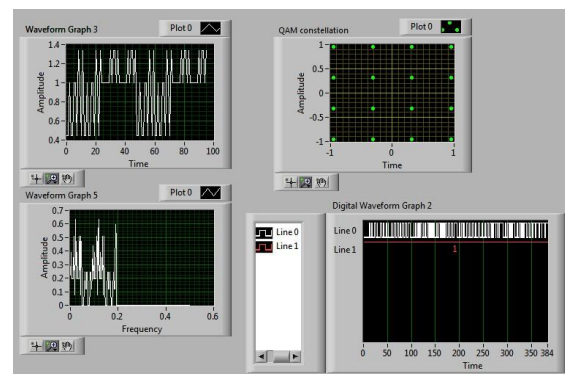 Waveform Graph 3
Plot 0
Amplitude
1.4
1.2
1
0.8
0.6
0.4
0 20 40 60 80 100
Time
QAM constellation
Plot 0
Amplitude
1
0.5
0
-0.5
-1
-1 0 1
Time
Waveform Graph 5
Plot 0
Amplitude
0.7
0.6
0.5
0.4
0.3
0.2
0.1
0
0 0.2 0.4 0.6
Frequency
Digital Waveform Graph 2
Line 0
Line 1
Line 0
Line 1
1
0 50 100 150 200 250 300 350 384
Time